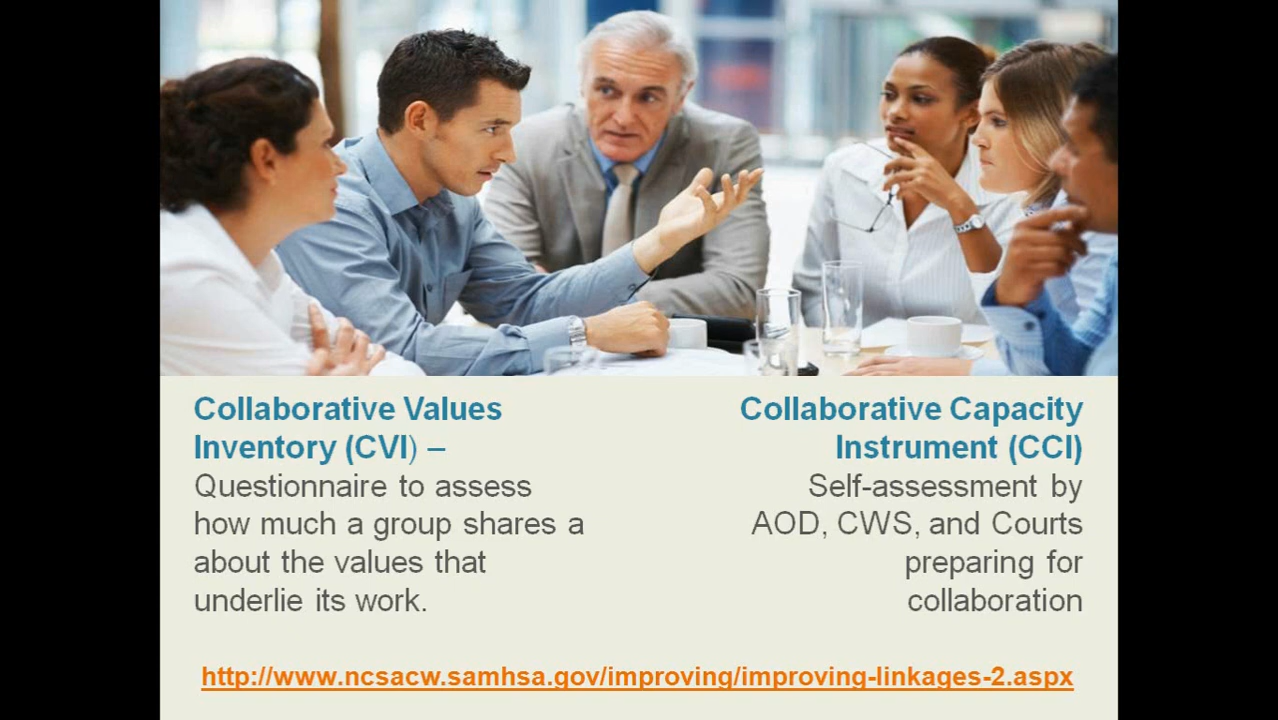 Collaborative Values
Inventory (CVI) –
Questionnaire to assess
how much a group shares a
about the values that
underlie its work.
Collaborative Capacity
Instrument (CCI)
Self-assessment by
AOD, CWS, and Courts
preparing for
collaboration
http://www.ncsacw.samhsa.gov/improving/improving-linkages-2.aspx